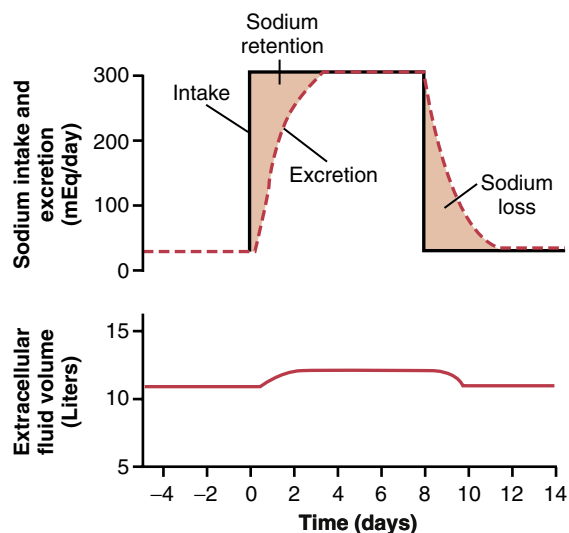 Sodium
retention
Sodium intake and
excretion
(mEq/day)
300
200
100
0
Intake
Excretion
Sodium
loss
Extracellular
fluid volume
(Liters)
15
10
5
−4 −2 0 2 4 6 8 10 12 14
Time (days)